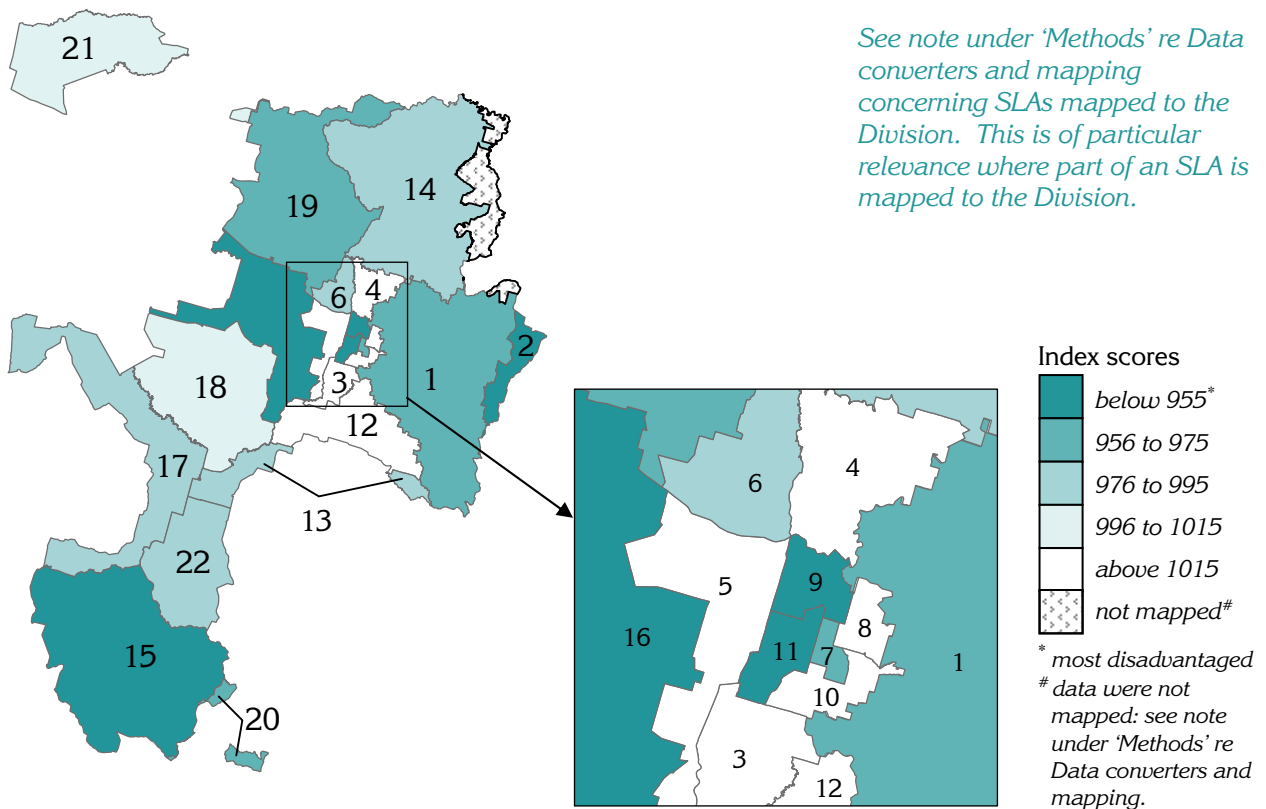 21
See note under ‘Methods’ re Data
converters and mapping
concerning SLAs mapped to the
Division. This is of particular
relevance where part of an SLA is
mapped to the Division.
14
19
6
4
2
3
1
18
12
17
13
22
15
20
6
4
5
9
16
11
7
8
1
10
3
12
Index scores
below 955*
956 to 975
976 to 995
996 to 1015
above 1015
not mapped#
* most disadvantaged
# data were not
mapped: see note
under ‘Methods’ re
Data converters and
mapping.